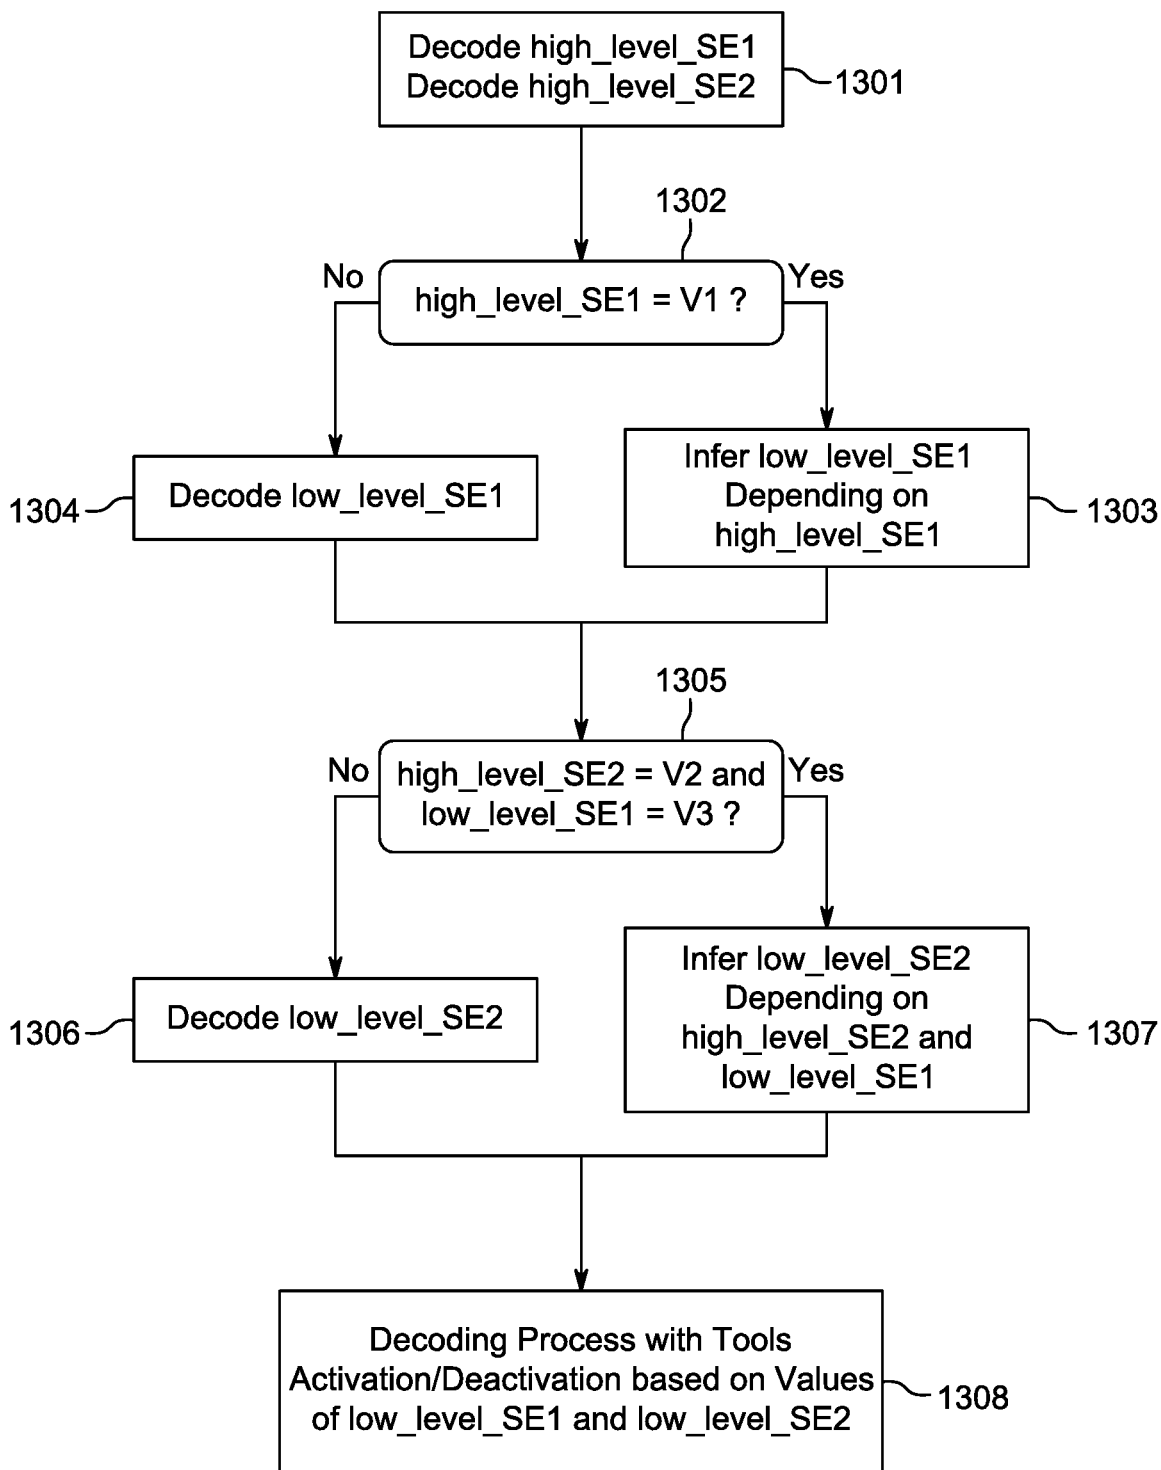 Decode high_level_SE1
Decode high_level_SE2
1301
1302
No
Yes
high_level_SE1 = V1 ?
Infer low_level_SE1
Depending on
high_level_SE1
1303
1304
Decode low_level_SE1
1305
No
Yes
high_level_SE2 = V2 and
low_level_SE1 = V3 ?
Infer low_level_SE2
Depending on
high_level_SE2 and
low_level_SE1
1307
1306
Decode low_level_SE2
Decoding Process with Tools
Activation/Deactivation based on Values
of low_level_SE1 and low_level_SE2
1308